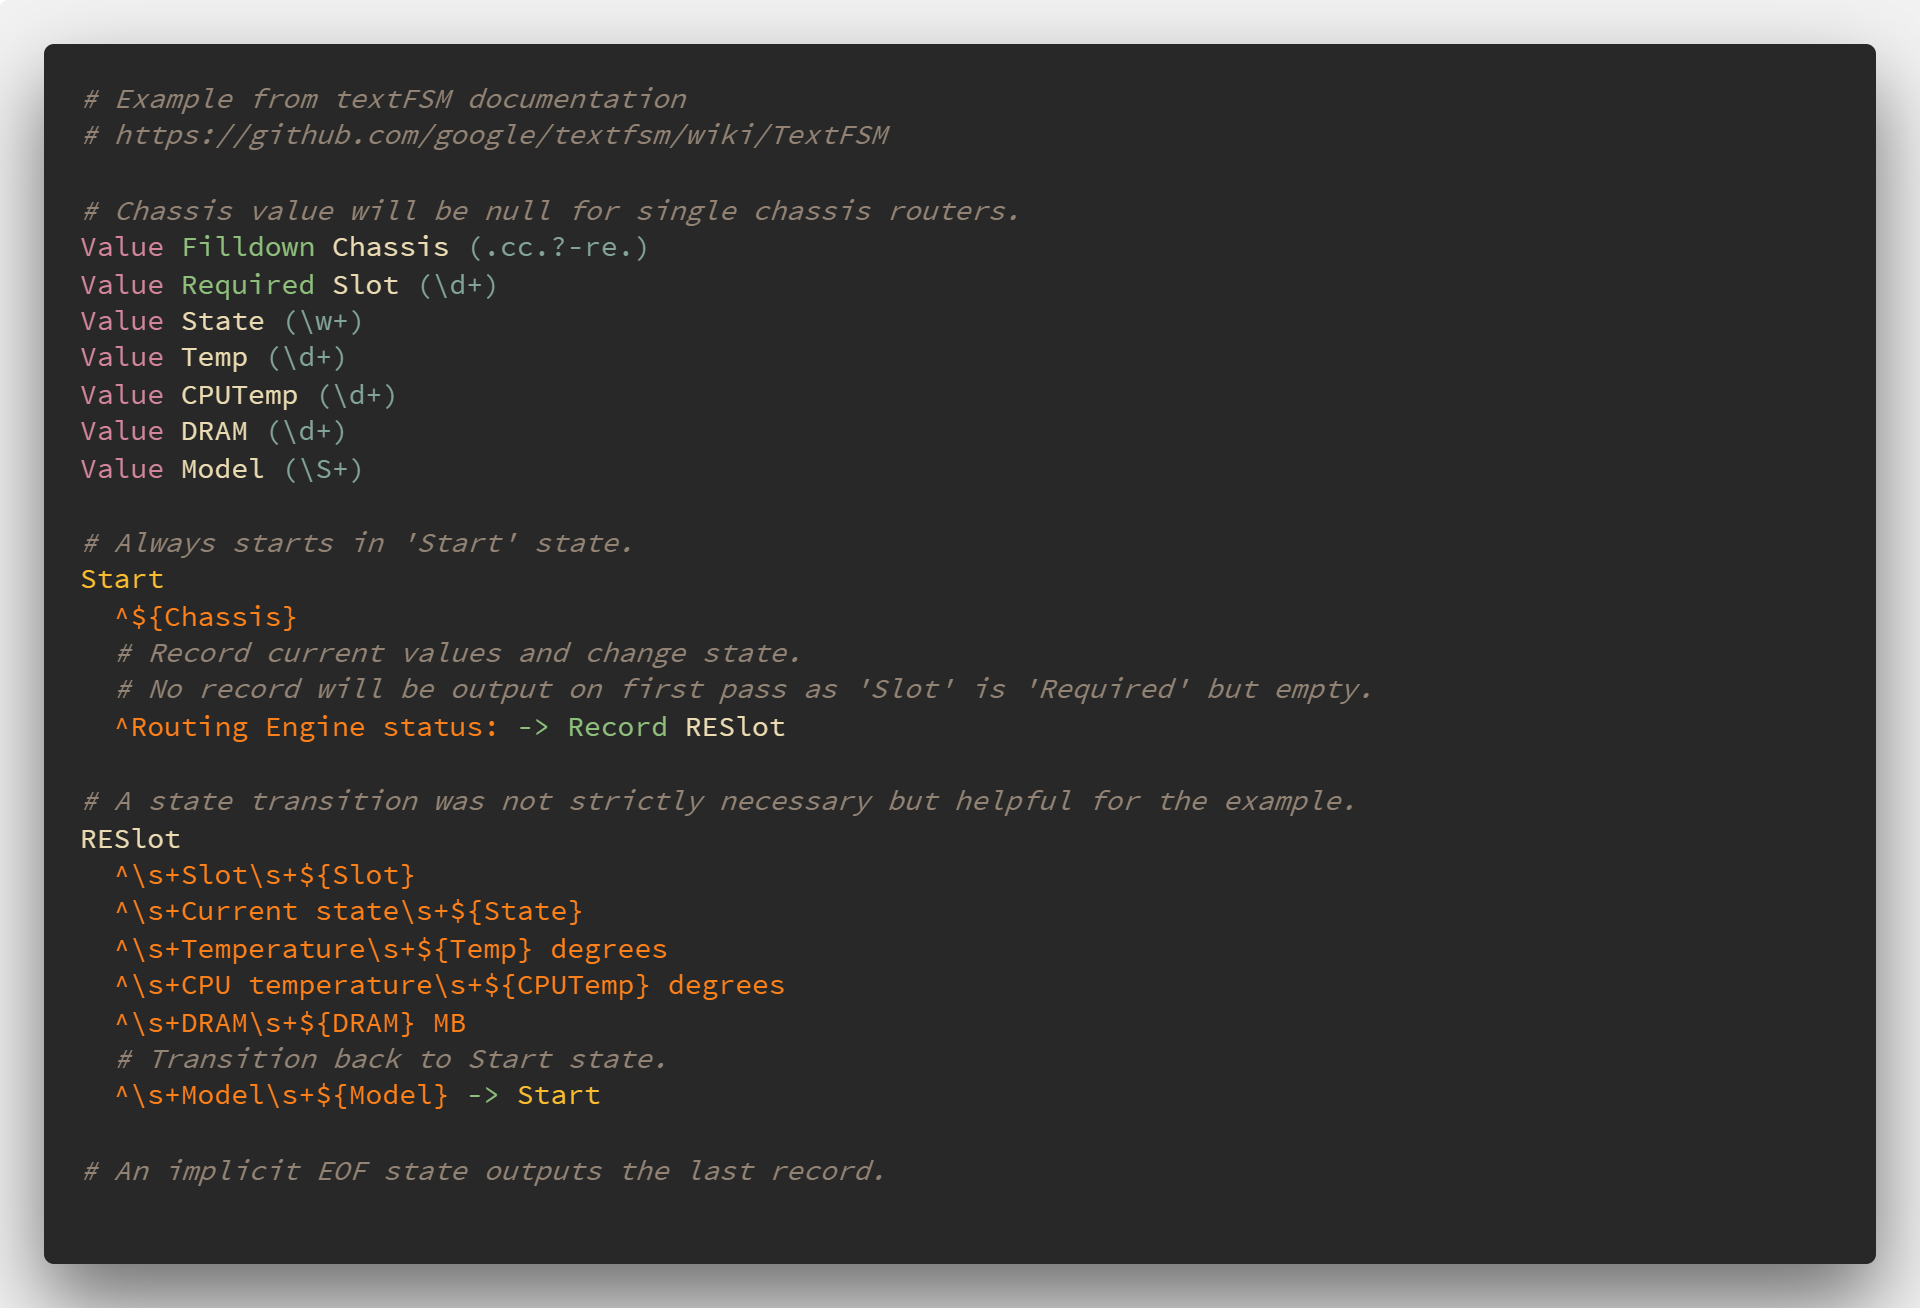 # Example from textFSM documentation
# https://github.com/google/textfsm/wiki/TextFSM
# Chassis value will be null for single chassis routers.
Value Filldown Chassis (.cc.?-re.)
Value Required Slot (\d+)
Value State (\w+)
Value Temp (\d+)
Value CPUTemp (\d+)
Value DRAM (\d+)
Value Model (\S+)
# Always starts in 'Start' state.
Start
  ^${Chassis}
  # Record current values and change state.
  # No record will be output on first pass as 'Slot' is 'Required' but empty.
  ^Routing Engine status: -> Record RESlot
# A state transition was not strictly necessary but helpful for the example.
RESlot
  ^\s+Slot\s+${Slot}
  ^\s+Current state\s+${State}
  ^\s+Temperature\s+${Temp} degrees
  ^\s+CPU temperature\s+${CPUTemp} degrees
  ^\s+DRAM\s+${DRAM} MB
  # Transition back to Start state.
  ^\s+Model\s+${Model} -> Start
# An implicit EOF state outputs the last record.